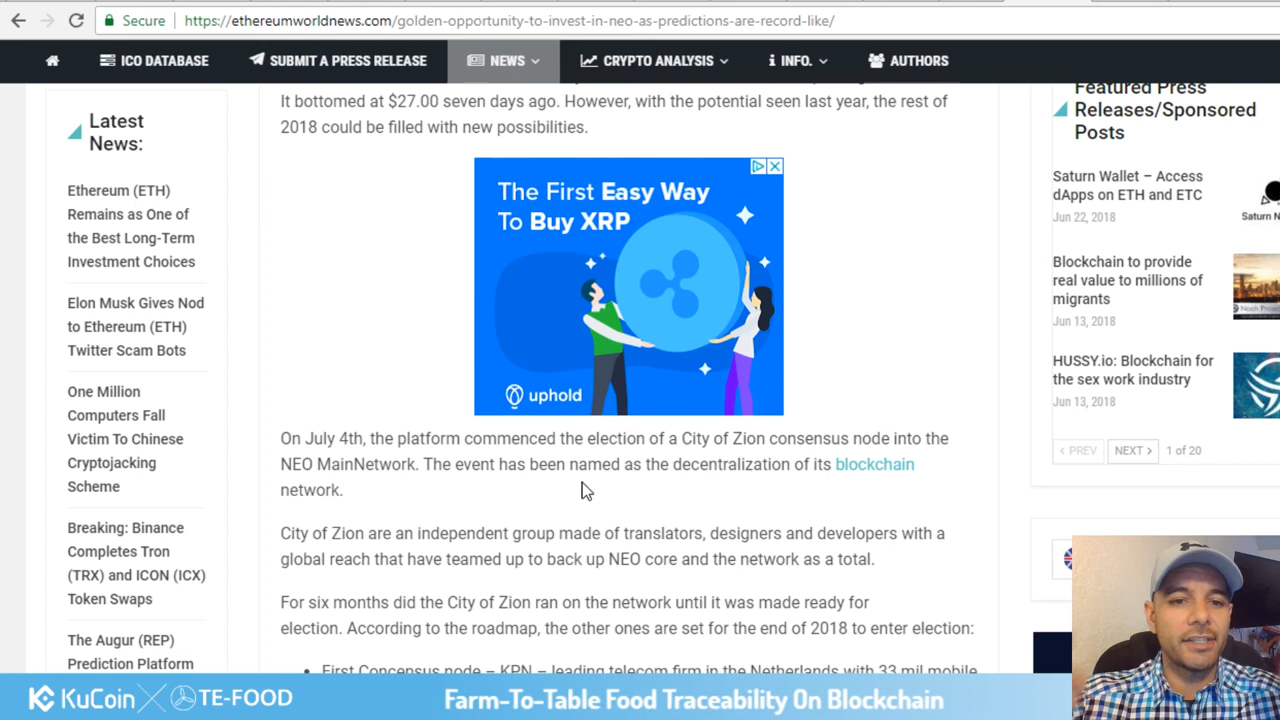 Secure
https://ethereumworldnews.com/golden-opportunity-to-invest-in-neo-as-predictions-are-record-like/
ICO DATABASE
SUBMIT A PRESS RELEASE
NEWS
CRYPTO ANALYSIS
INFO.
AUTHORS
Latest
News:
Ethereum (ETH)
Remains as One of
the Best Long-Term
Investment Choices
Elon Musk Gives Nod
to Ethereum (ETH)
Twitter Scam Bots
One Million
Computers Fall
Victim To Chinese
Cryptojacking
Scheme
Breaking: Binance
Completes Tron
(TRX) and ICON (ICX)
Token Swaps
The Augur (REP)
Prediction Platform
It bottomed at $27.00 seven days ago. However, with the potential seen last year, the rest of
2018 could be filled with new possibilities.
The First Easy Way
To Buy XRP
uphold
On July 4th, the platform commenced the election of a City of Zion consensus node into the
NEO MainNetwork. The event has been named as the decentralization of its blockchain
network.
City of Zion are an independent group made of translators, designers and developers with a
global reach that have teamed up to back up NEO core and the network as a total.
For six months did the City of Zion ran on the network until it was made ready for
election. According to the roadmap, the other ones are set for the end of 2018 to enter election:
First Consensus node – KPN – leading telecom firm in the Netherlands with 33 mil mobile
Featured Press
Releases/Sponsored
Posts
Saturn Wallet – Access
dApps on ETH and ETC
Jun 22, 2018
Saturn N
Blockchain to provide
real value to millions of
migrants
Jun 13, 2018
HUSSY.io: Blockchain for
the sex work industry
Jun 13, 2018
PREV
NEXT
1 of 20
KuCoin
TE-FOOD
Farm-To-Table Food Traceability On Blockchain